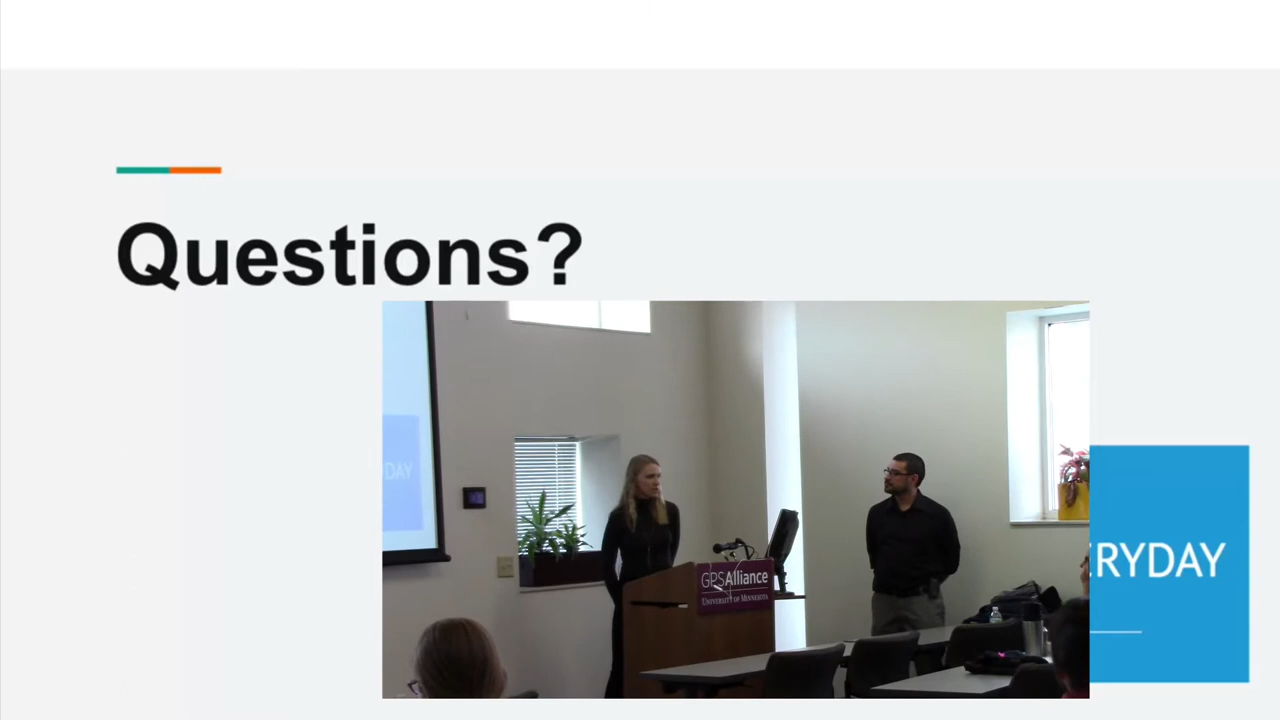 Questions?
DAY
GPSAlliance
UNIVERSITY OF MINNESOTA
RYDAY